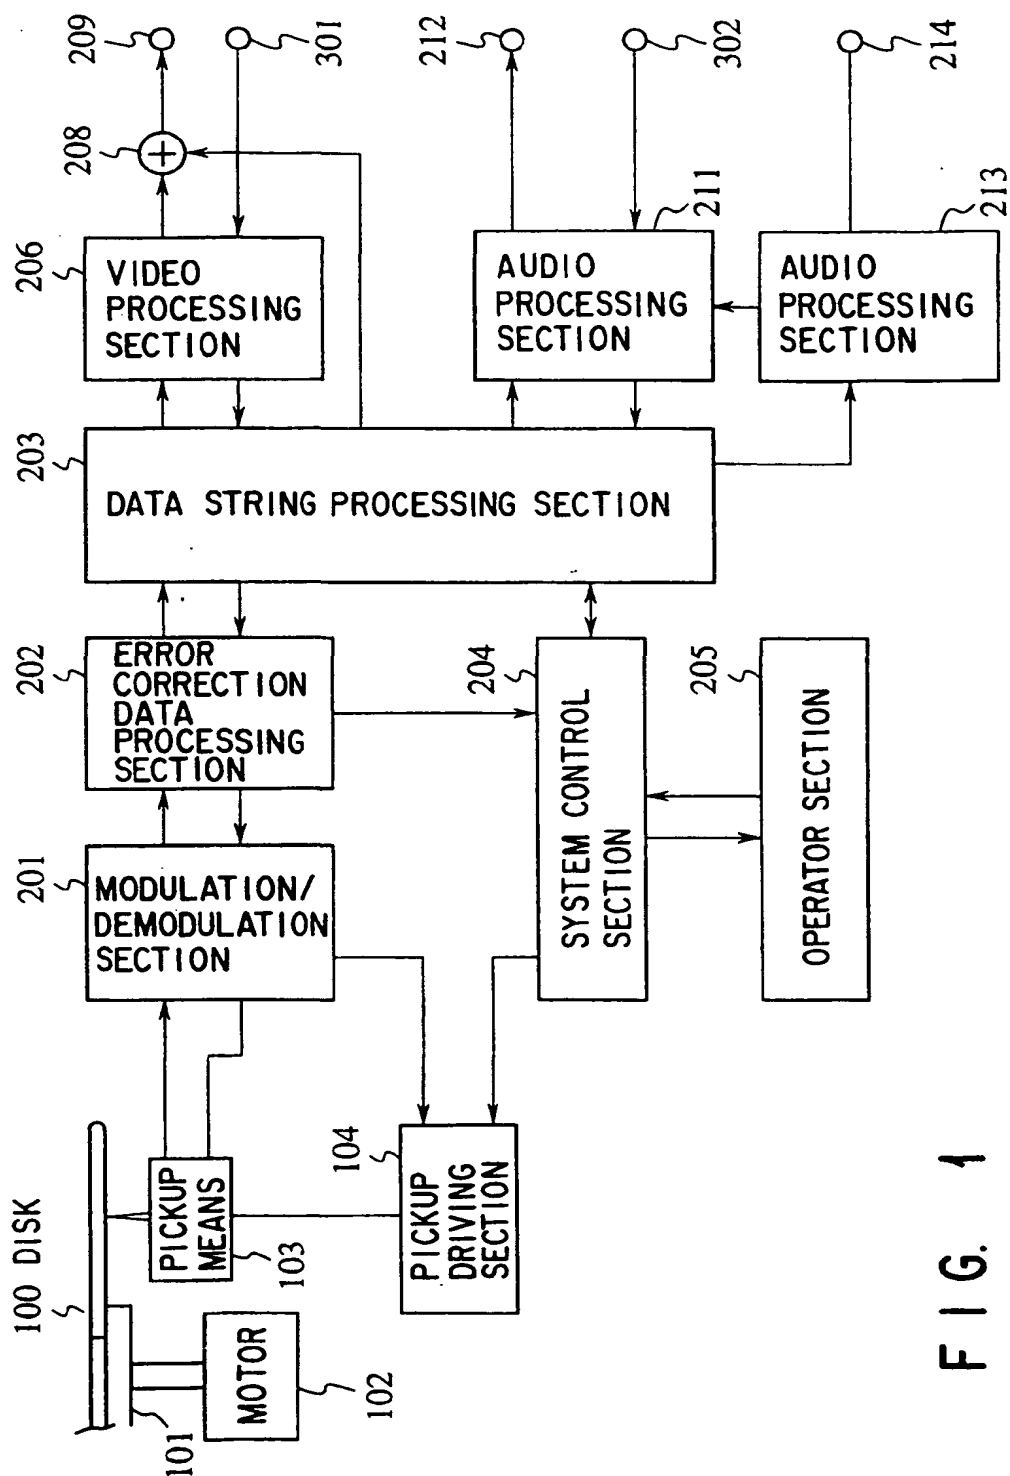 209
301
212
302
214
208
206
VIDEO
PROCESSING
SECTION
211
AUDIO
PROCESSING
SECTION
213
AUDIO
PROCESSING
SECTION
203
DATA STRING PROCESSING SECTION
202
ERROR
CORRECTION
DATA
PROCESSING
SECTION
204
SYSTEM CONTROL
SECTION
205
OPERATOR SECTION
201
MODULATION/
DEMODULATION
SECTION
104
PICKUP
DRIVING
SECTION
100 DISK
PICKUP
MEANS
103
101
MOTOR
102
FIG. 1